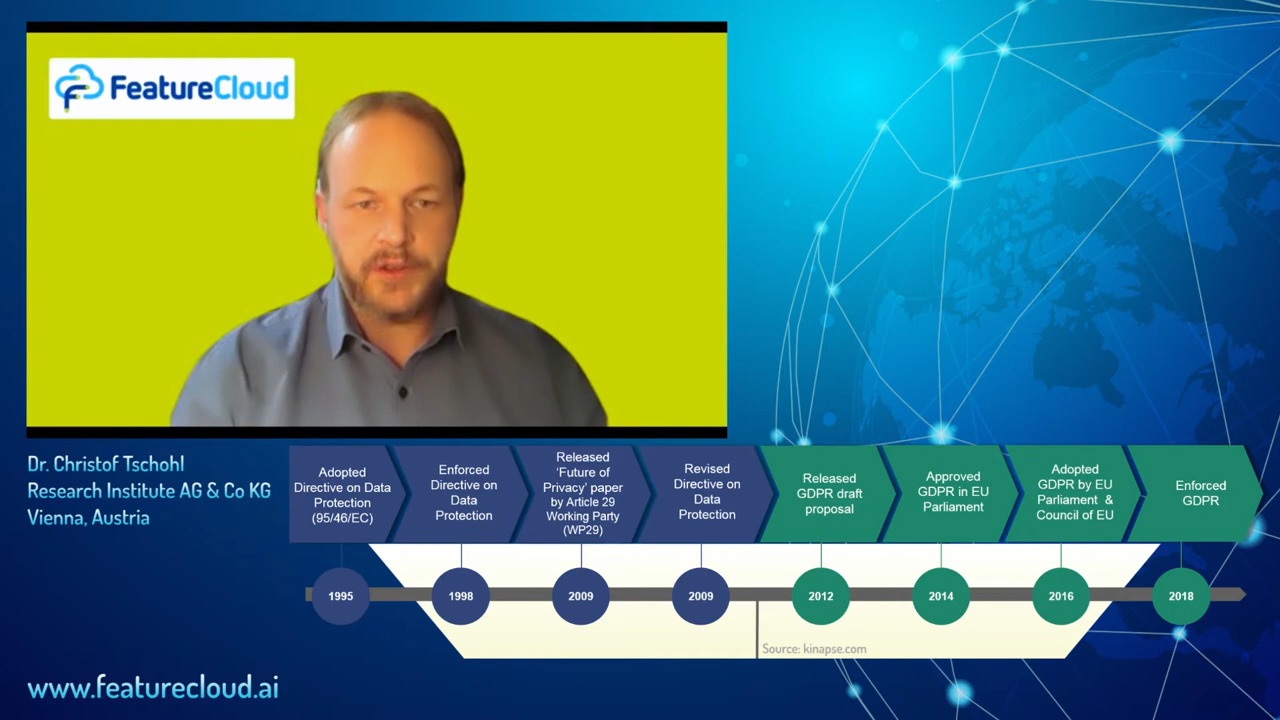 FeatureCloud
Dr. Christof Tschohl
Research Institute AG & Co KG
Vienna, Austria
Adopted
Directive on Data
Protection
(95/46/EC)
Enforced
Directive on
Data
Protection
Released
‘Future of
Privacy’ paper
by Article 29
Working Party
(WP29)
Revised
Directive on
Data
Protection
Released
GDPR draft
proposal
Approved
GDPR in EU
Parliament
Adopted
GDPR by EU
Parliament &
Council of EU
Enforced
GDPR
1995
1998
2009
2009
2012
2014
2016
2018
Source: kinapse.com
www.featurecloud.ai